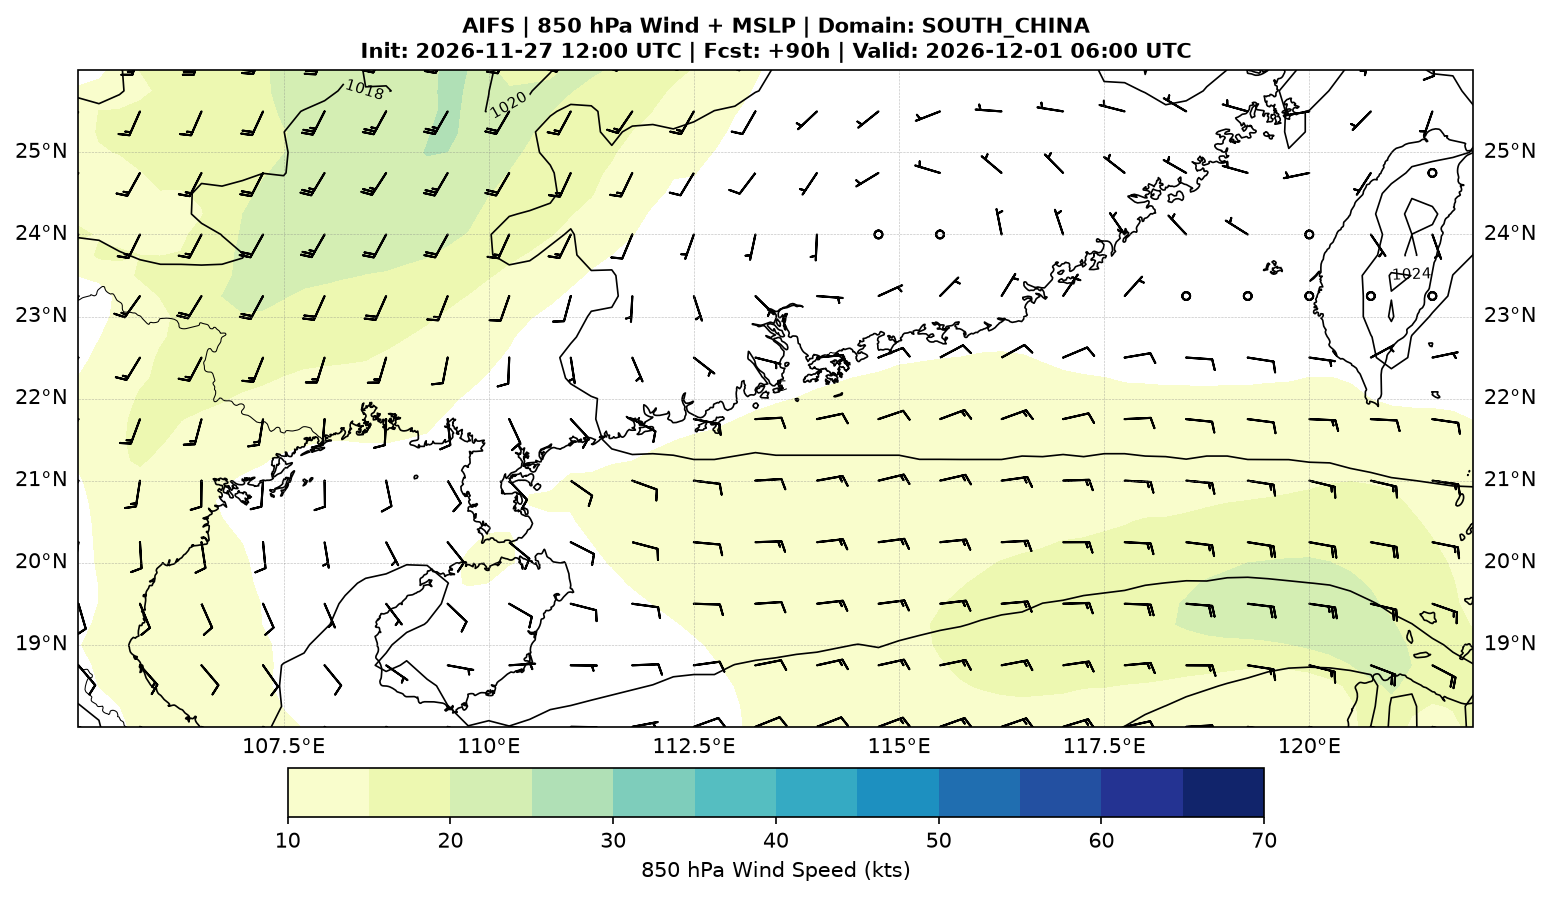 AIFS | 850 hPa Wind + MSLP | Domain: SOUTH_CHINA
Init: 2026-11-27 12:00 UTC | Fcst: +90h | Valid: 2026-12-01 06:00 UTC
1018
1020
25°N
25°N
24°N
24°N
1024
23°N
23°N
22°N
22°N
21°N
21°N
20°N
20°N
19°N
19°N
107.5°E 110°E 112.5°E 115°E 117.5°E 120°E
10 20 30 40 50 60 70
850 hPa Wind Speed (kts)